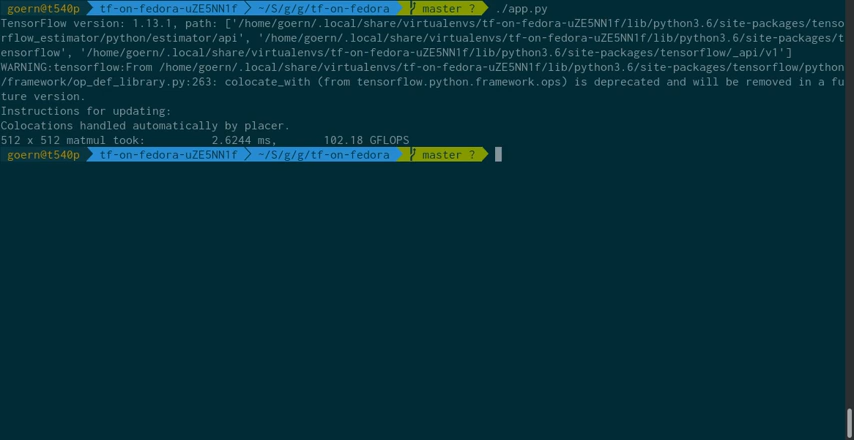 goern@t540p tf-on-fedora-uZE5NN1f ~/S/g/g/tf-on-fedora master ? ./app.py
TensorFlow version: 1.13.1, path: ['/home/goern/.local/share/virtualenvs/tf-on-fedora-uZE5NN1f/lib/python3.6/site-packages/tenso
rflow_estimator/python/estimator/api', '/home/goern/.local/share/virtualenvs/tf-on-fedora-uZE5NN1f/lib/python3.6/site-packages/t
ensorflow', '/home/goern/.local/share/virtualenvs/tf-on-fedora-uZE5NN1f/lib/python3.6/site-packages/tensorflow/_api/v1']
WARNING:tensorflow:From /home/goern/.local/share/virtualenvs/tf-on-fedora-uZE5NN1f/lib/python3.6/site-packages/tensorflow/python
/framework/op_def_library.py:263: colocate_with (from tensorflow.python.framework.ops) is deprecated and will be removed in a fu
ture version.
Instructions for updating:
Colocations handled automatically by placer.
512 x 512 matmul took: 2.6244 ms, 102.18 GFLOPS
goern@t540p tf-on-fedora-uZE5NN1f ~/S/g/g/tf-on-fedora master ?